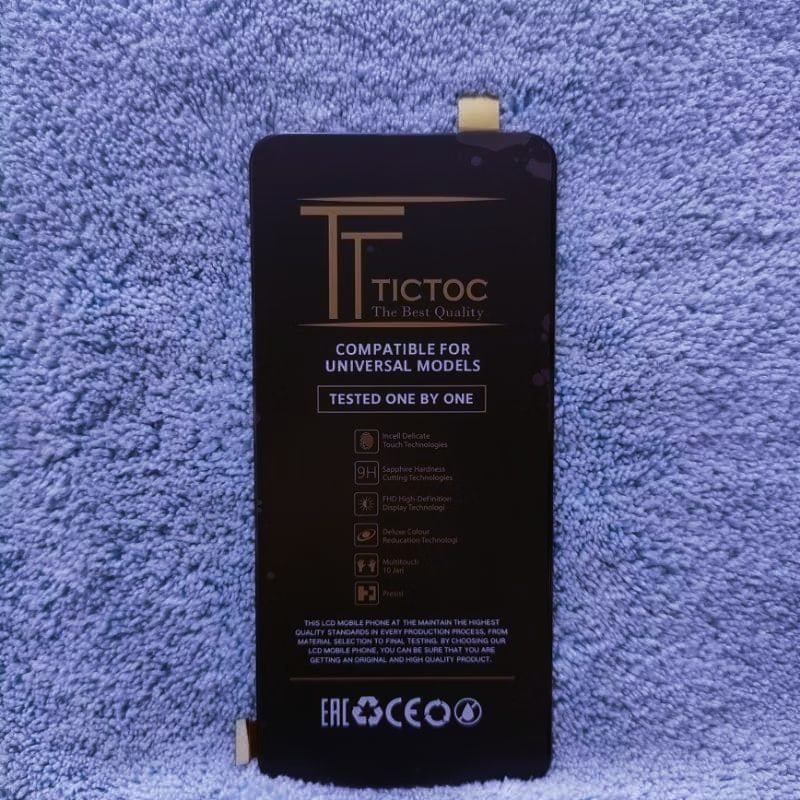 TT
TICTOC
The Best Quality
COMPATIBLE FOR
UNIVERSAL MODELS
TESTED ONE BY ONE
Incell Delicate
Touch Technologies
9H
Sapphire Hardness
Cutting Technologies
FHD High-Definition
Display Technologi
Deluxe Colour
Reducation Technologi
Multitouch
10 Jari
Presisi
THIS LCD MOBILE PHONE AT THE MAINTAIN THE HIGHEST
QUALITY STANDARDS IN EVERY PRODUCTION PROCESS, FROM
MATERIAL SELECTION TO FINAL TESTING. BY CHOOSING OUR
LCD MOBILE PHONE, YOU CAN BE SURE THAT YOU ARE
GETTING AN ORIGINAL AND HIGH QUALITY PRODUCT.
EAC CE